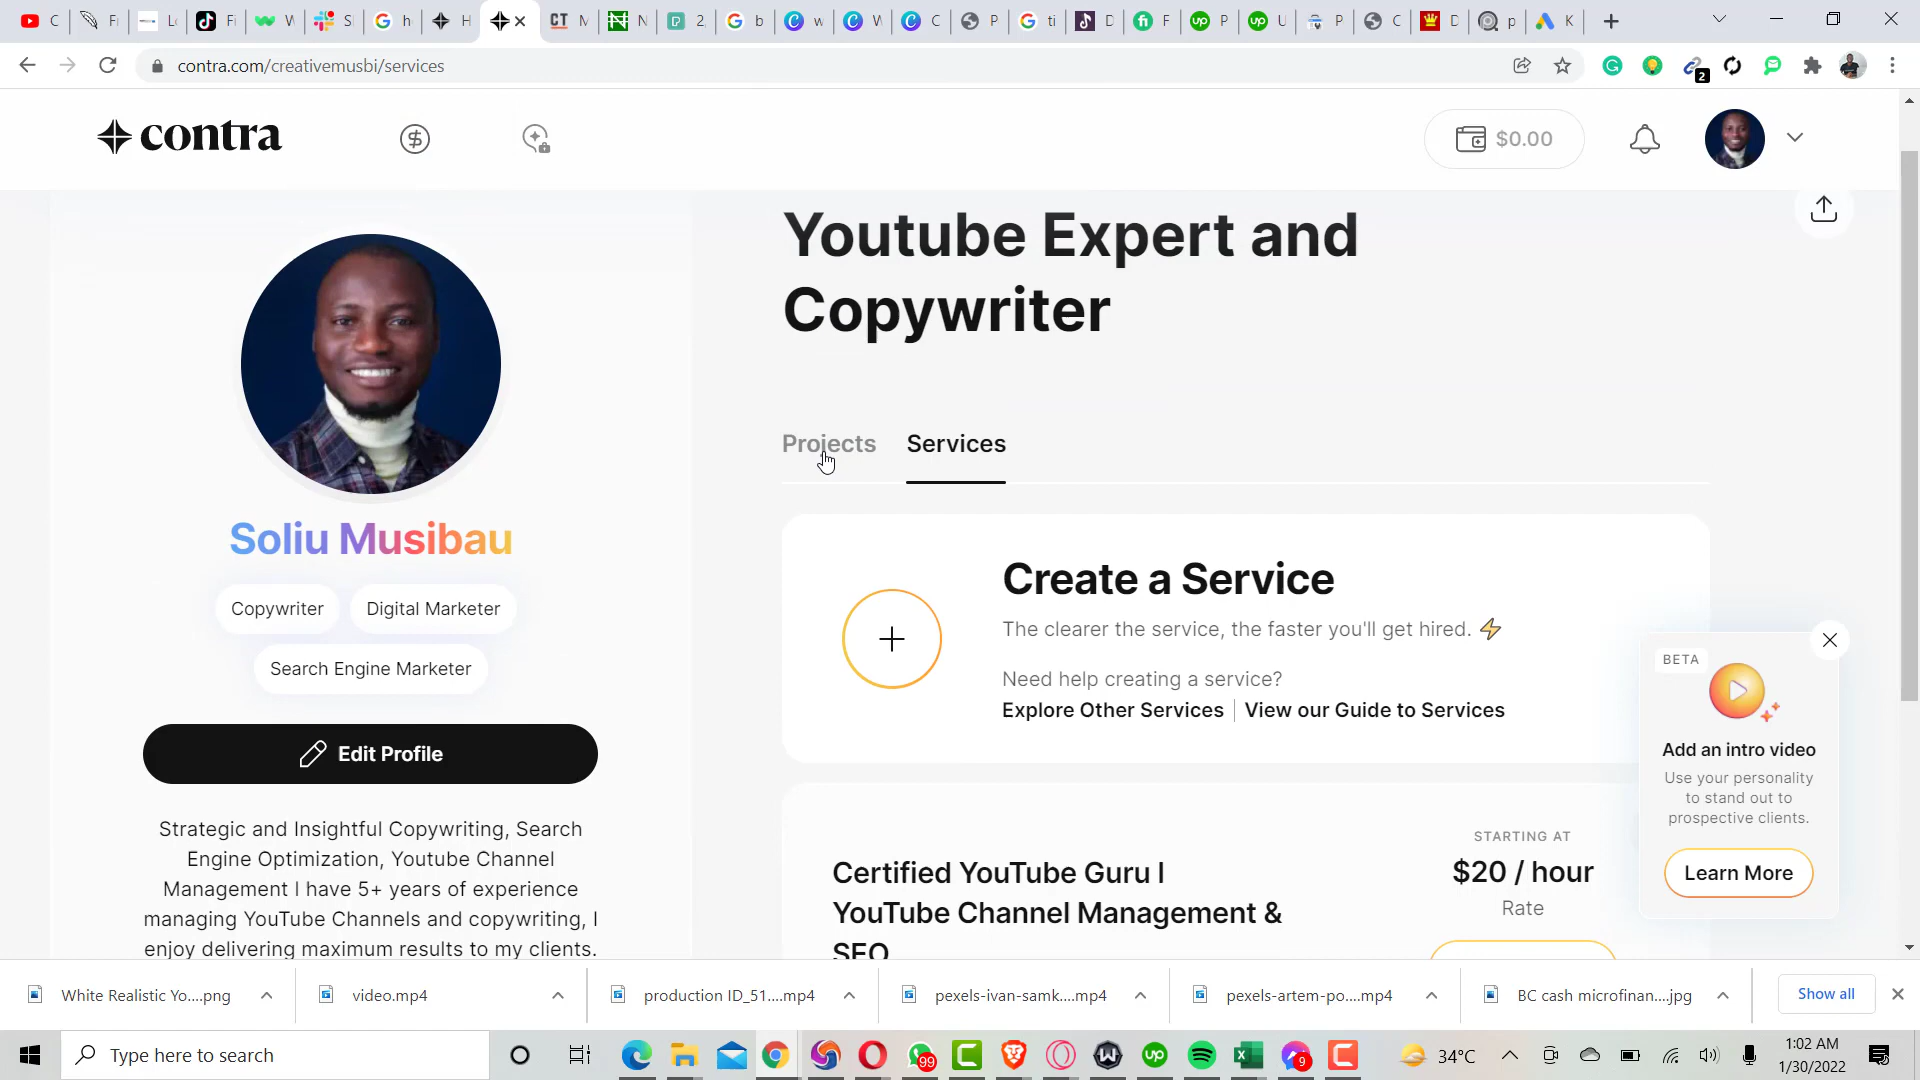 contra.com/creativemusbi/services
2
contra
$0.00
Youtube Expert and
Copywriter
Projects
Services
Soliu Musibau
Copywriter
Digital Marketer
Search Engine Marketer
Edit Profile
Strategic and Insightful Copywriting, Search
Engine Optimization, Youtube Channel
Management I have 5+ years of experience
managing YouTube Channels and copywriting, I
enjoy delivering maximum results to my clients.
Create a Service
The clearer the service, the faster you'll get hired.
Need help creating a service?
Explore Other Services
View our Guide to Services
Certified YouTube Guru I
YouTube Channel Management &
SEO
STARTING AT
$20 / hour
Rate
BETA
Add an intro video
Use your personality
to stand out to
prospective clients.
Learn More
White Realistic Yo....png
video.mp4
production ID_51....mp4
pexels-ivan-samk....mp4
pexels-artem-po....mp4
BC cash microfinan....jpg
Show all
Type here to search
99
9
34°C
1:02 AM
1/30/2022